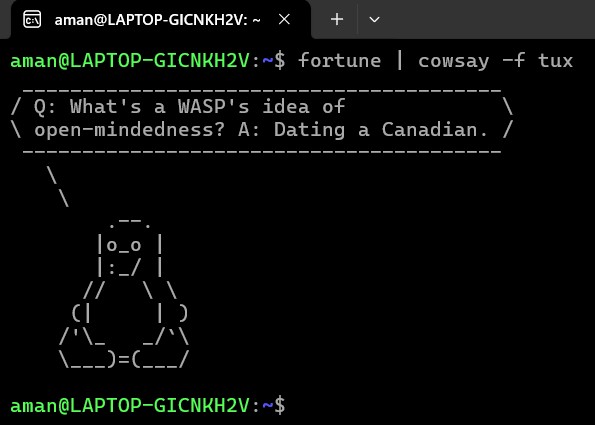 aman@LAPTOP-GICNKH2V: ~
aman@LAPTOP-GICNKH2V:~$ fortune | cowsay -f tux
 ________________________________________
/ Q: What's a WASP's idea of             \
\ open-mindedness? A: Dating a Canadian. /
 ----------------------------------------
   \
    \
        .--.
       |o_o |
       |:_/ |
      //   \ \
     (|     | )
    /'\_   _/`\
    \___)=(___/
aman@LAPTOP-GICNKH2V:~$